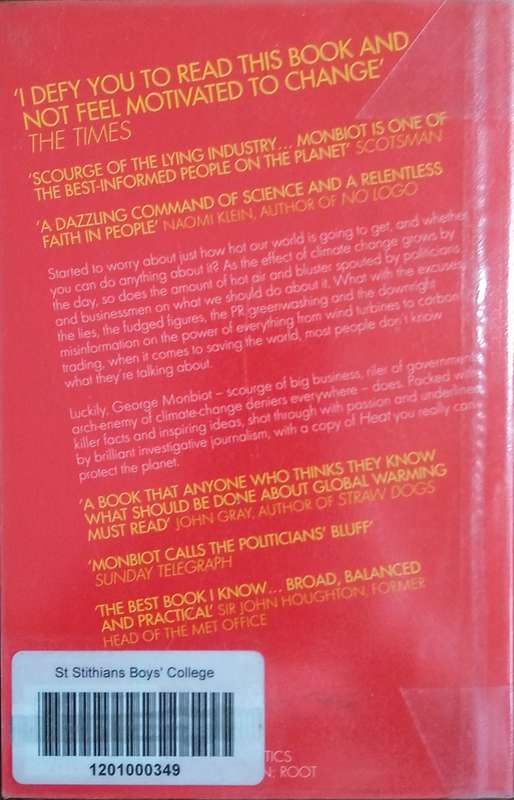 'I DEFY YOU TO READ THIS BOOK AND
NOT FEEL MOTIVATED TO CHANGE'
THE TIMES
'SCOURGE OF THE LYING INDUSTRY... MONBIOT IS ONE OF
THE BEST-INFORMED PEOPLE ON THE PLANET' SCOTSMAN
'A DAZZLING COMMAND OF SCIENCE AND A RELENTLESS
FAITH IN PEOPLE' NAOMI KLEIN, AUTHOR OF NO LOGO
Started to worry about just how hot our world is going to get, and whether
you can do anything about it? As the effect of climate change grows by
the day, so does the amount of hot air and bluster spouted by politicians
and businessmen on what we should do about it. What with the excuses,
the lies, the fudged figures, the PR greenwashing and the downright
misinformation on the power of everything from wind turbines to carbon
trading, when it comes to saving the world, most people don't know
what they're talking about.
Luckily, George Monbiot – scourge of big business, riler of governments,
arch-enemy of climate-change deniers everywhere – does. Packed with
killer facts and inspiring ideas, shot through with passion and underlined
by brilliant investigative journalism, with a copy of Heat you really can
protect the planet.
'A BOOK THAT ANYONE WHO THINKS THEY KNOW
WHAT SHOULD BE DONE ABOUT GLOBAL WARMING
MUST READ' JOHN GRAY, AUTHOR OF STRAW DOGS
'MONBIOT CALLS THE POLITICIANS' BLUFF'
SUNDAY TELEGRAPH
'THE BEST BOOK I KNOW... BROAD, BALANCED
AND PRACTICAL' SIR JOHN HOUGHTON, FORMER
HEAD OF THE MET OFFICE
St Stithians Boys' College
1201000349
TICS
N: ROOT